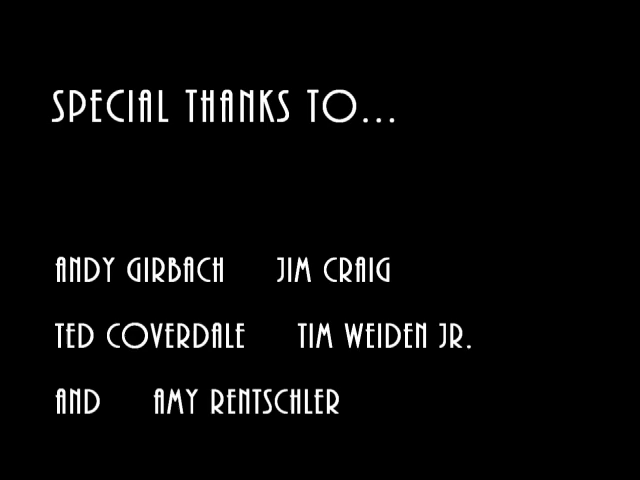 SPECIAL THANKS TO...
ANDY GIRBACH JIM CRAIG
TED COVERDALE TIM WEIDEN JR.
AND AMY RENTSCHLER